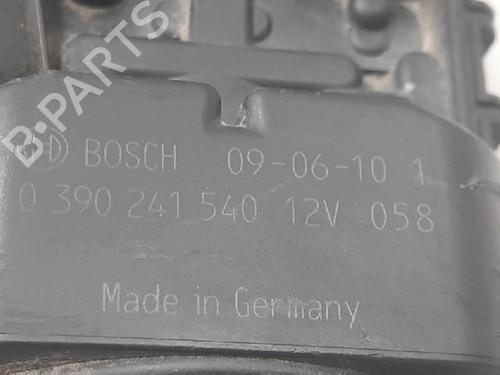 B-PARTS
BOSCH 09-06-10 1
0 390 241 540 12V 058
Made in Germany